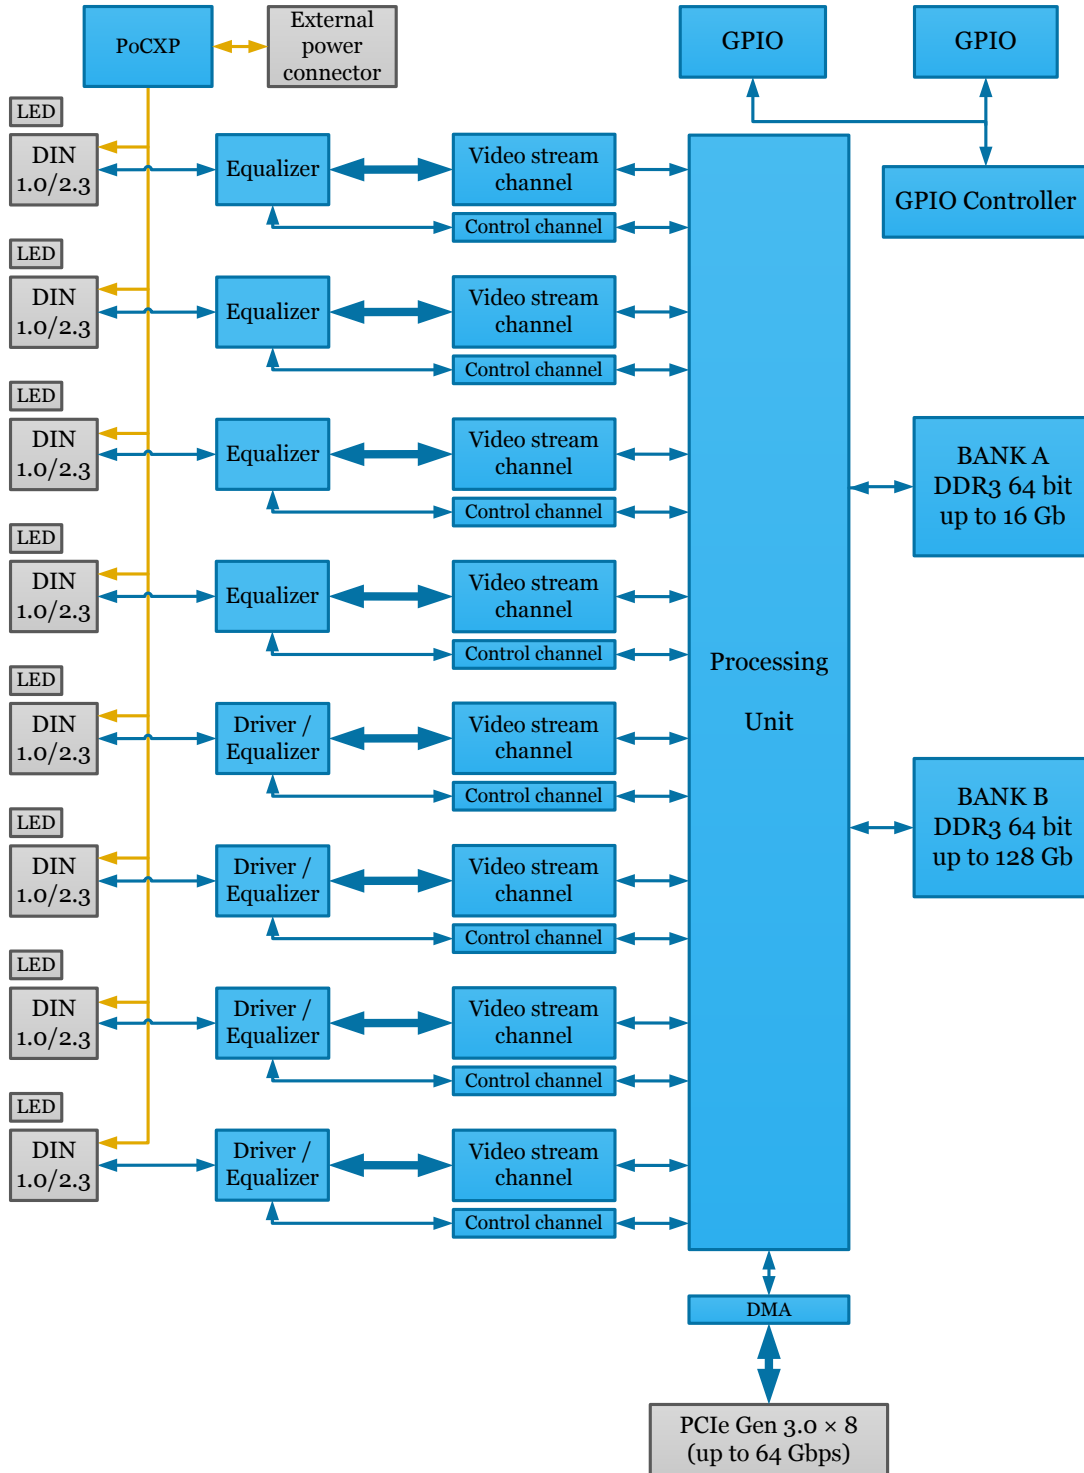 PoCXP
External
power
connector
GPIO
GPIO
GPIO Controller
LED
DIN
1.0/2.3
Equalizer
Video stream
channel
Control channel
LED
DIN
1.0/2.3
Equalizer
Video stream
channel
Control channel
LED
DIN
1.0/2.3
Equalizer
Video stream
channel
Control channel
LED
DIN
1.0/2.3
Equalizer
Video stream
channel
Control channel
LED
DIN
1.0/2.3
Driver /
Equalizer
Video stream
channel
Control channel
LED
DIN
1.0/2.3
Driver /
Equalizer
Video stream
channel
Control channel
LED
DIN
1.0/2.3
Driver /
Equalizer
Video stream
channel
Control channel
LED
DIN
1.0/2.3
Driver /
Equalizer
Video stream
channel
Control channel
Processing
Unit
BANK A
DDR3 64 bit
up to 16 Gb
BANK B
DDR3 64 bit
up to 128 Gb
DMA
PCIe Gen 3.0 × 8
(up to 64 Gbps)